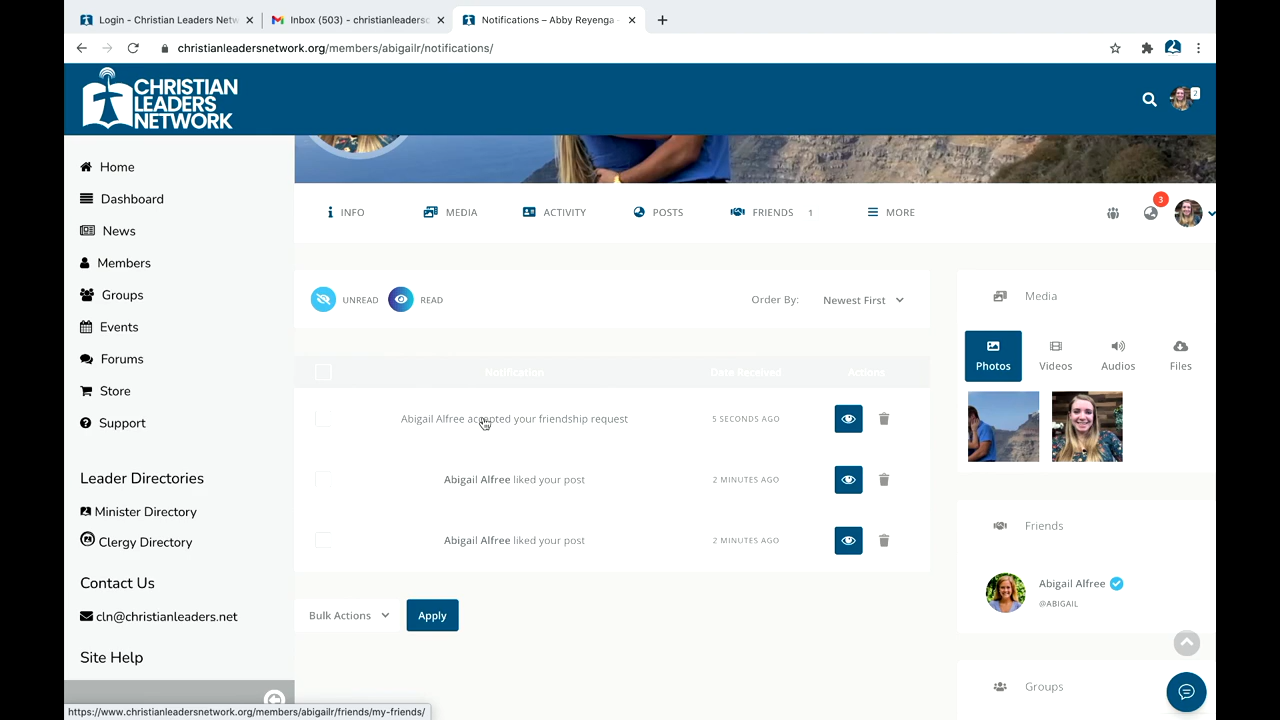 Login - Christian Leaders Netw
Inbox (503) - christianleadersc
Notifications – Abby Reyenga
christianleadersnetwork.org/members/abigailr/notifications/
CHRISTIAN
LEADERS
NETWORK
2
Home
Dashboard
News
Members
Groups
Events
Forums
Store
Support
Leader Directories
Minister Directory
Clergy Directory
Contact Us
cln@christianleaders.net
Site Help
INFO
MEDIA
ACTIVITY
POSTS
FRIENDS 1
MORE
3
UNREAD
READ
Order By: Newest First
Notification Date Received Actions
Abigail Alfree accepted your friendship request 5 SECONDS AGO
Abigail Alfree liked your post 2 MINUTES AGO
Abigail Alfree liked your post 2 MINUTES AGO
Bulk Actions Apply
Media
Photos Videos Audios Files
Friends
Abigail Alfree
@ABIGAIL
Groups
https://www.christianleadersnetwork.org/members/abigailr/friends/my-friends/